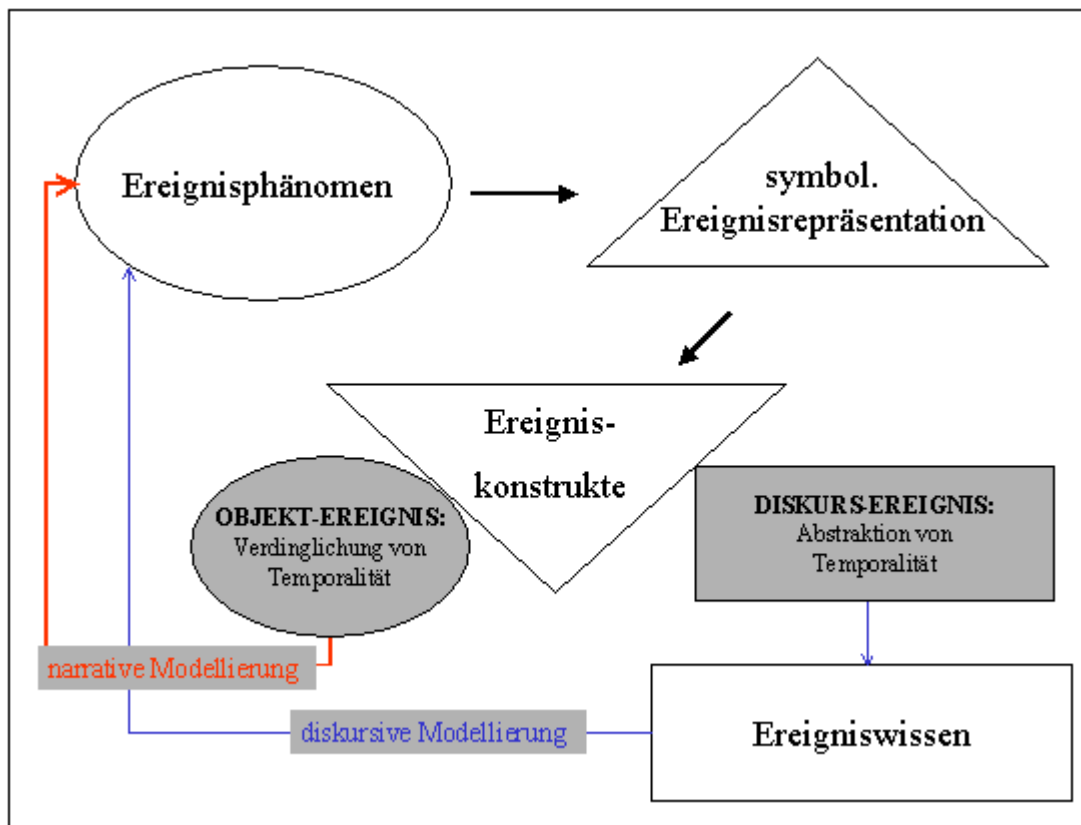 Ereignisphänomen
symbol.
Ereignisrepräsentation
Ereignis-
konstrukte
OBJEKT-EREIGNIS:
Verdinglichung von
Temporalität
DISKURS-EREIGNIS:
Abstraktion von
Temporalität
narrative Modellierung
diskursive Modellierung
Ereigniswissen